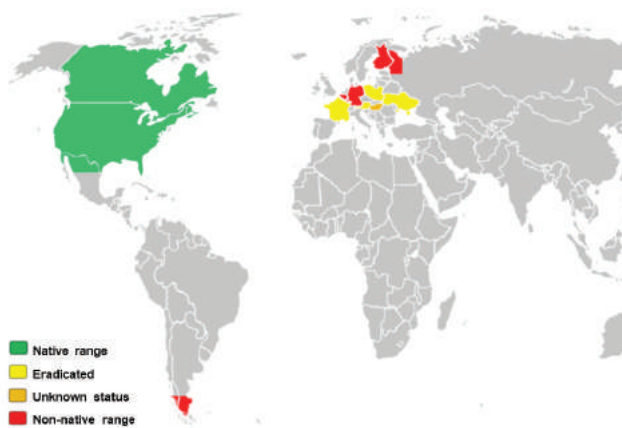 Native range
Eradicated
Unknown status
Non-native range